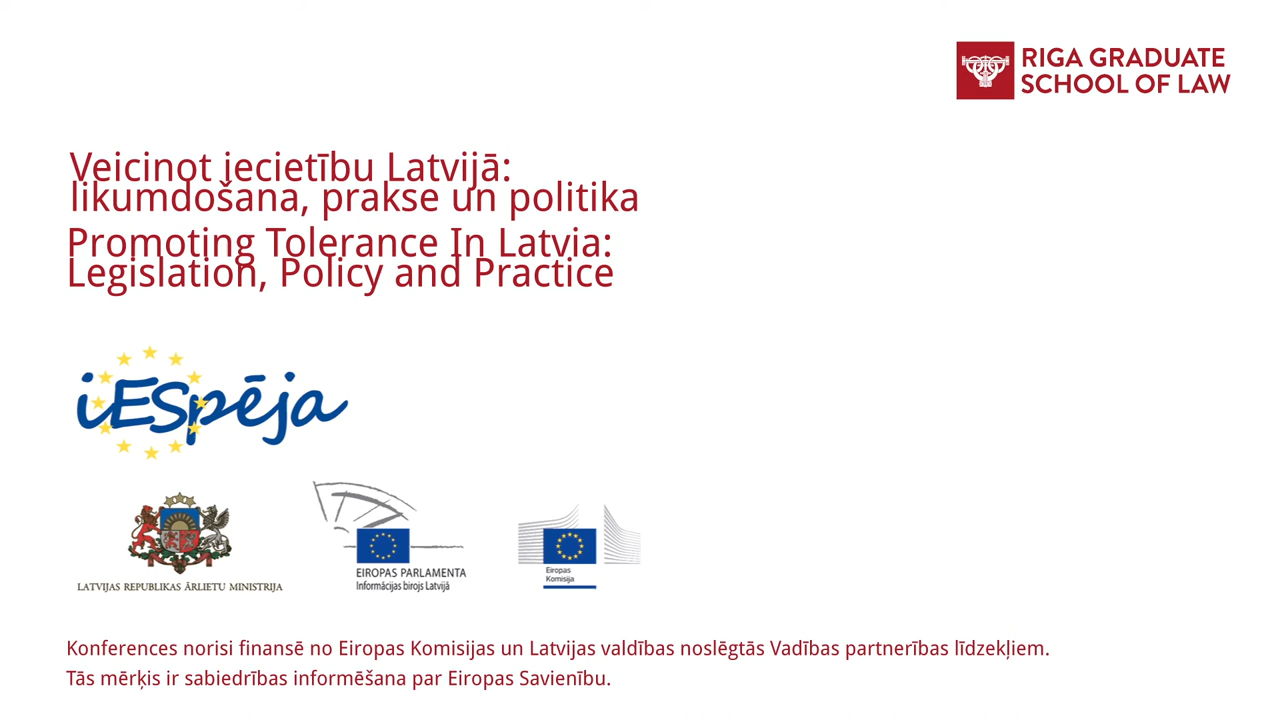 RIGA GRADUATE
SCHOOL OF LAW
Veicinot iecietību Latvijā:
likumdošana, prakse un politika
Promoting Tolerance In Latvia:
Legislation, Policy and Practice
iESpēja
LATVIJAS REPUBLIKAS ĀRLIETU MINISTRIJA
EIROPAS PARLAMENTA
Informācijas birojs Latvijā
Eiropas
Komisija
Konferences norisi finansē no Eiropas Komisijas un Latvijas valdības noslēgtās Vadības partnerības līdzekļiem.
Tās mērķis ir sabiedrības informēšana par Eiropas Savienību.